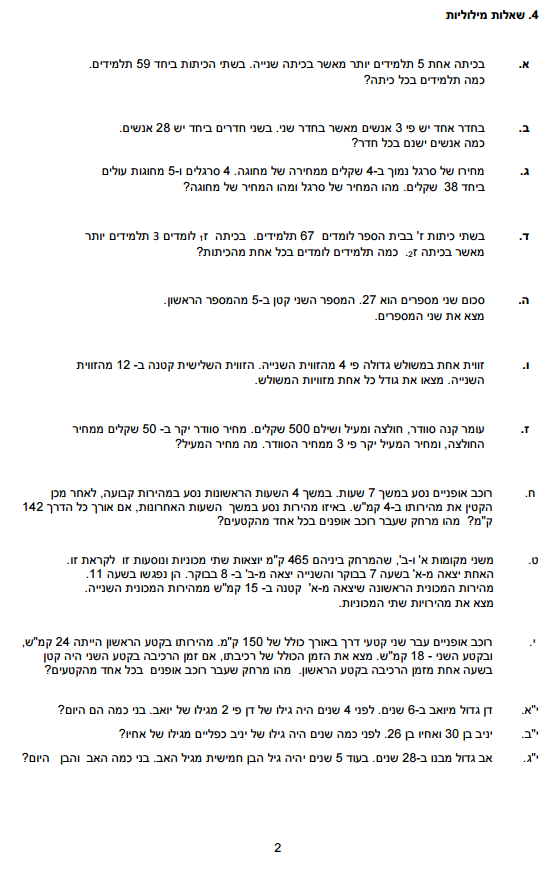 4. שאלות מילוליות
א. בכיתה אחת 5 תלמידים יותר מאשר בכיתה שנייה. בשתי הכיתות ביחד 59 תלמידים.
כמה תלמידים בכל כיתה?
ב. בחדר אחד יש פי 3 אנשים מאשר בחדר שני. בשני חדרים ביחד יש 28 אנשים.
כמה אנשים ישנם בכל חדר?
ג. מחירו של סרגל נמוך ב-4 שקלים ממחירה של מחוגה. 4 סרגלים ו-5 מחוגות עולים
ביחד 38 שקלים. מהו המחיר של סרגל ומהו המחיר של מחוגה?
ד. בשתי כיתות ז' בבית הספר לומדים 67 תלמידים. בכיתה ז1 לומדים 3 תלמידים יותר
מאשר בכיתה ז2. כמה תלמידים לומדים בכל אחת מהכיתות?
ה. סכום שני מספרים הוא 27. המספר השני קטן ב-5 מהמספר הראשון.
מצא את שני המספרים.
ו. זווית אחת במשולש גדולה פי 4 מהזווית השנייה. הזווית השלישית קטנה ב- 12 מהזווית
השנייה. מצאו את גודל כל אחת מזוויות המשולש.
ז. עומר קנה סוודר, חולצה ומעיל ושילם 500 שקלים. מחיר סוודר יקר ב- 50 שקלים ממחיר
החולצה, ומחיר המעיל יקר פי 3 ממחיר הסוודר. מה מחיר המעיל?
ח. רוכב אופניים נסע במשך 7 שעות. במשך 4 השעות הראשונות נסע במהירות קבועה, לאחר מכן
הקטין את מהירותו ב-4 קמ"ש. באיזו מהירות נסע במשך השעות האחרונות, אם אורך כל הדרך 142
ק"מ? מהו מרחק שעבר רוכב אופנים בכל אחד מהקטעים?
ט. משני מקומות א' ו-ב', שהמרחק ביניהם 465 ק"מ יוצאות שתי מכוניות ונוסעות זו לקראת זו.
האחת יצאה מ-א' בשעה 7 בבוקר והשנייה יצאה מ-ב' ב- 8 בבוקר. הן נפגשו בשעה 11.
מהירות המכונית הראשונה שיצאה מ-א' קטנה ב- 15 קמ"ש ממהירות המכונית השנייה.
מצא את מהירויות שתי המכונית.
י. רוכב אופניים עבר שני קטעי דרך באורך כולל של 150 ק"מ. מהירותו בקטע הראשון הייתה 24 קמ"ש,
ובקטע השני - 18 קמ"ש. מצא את הזמן הכולל של רכיבתו, אם זמן הרכיבה בקטע השני היה קטן
בשעה אחת מזמן הרכיבה בקטע הראשון. מהו מרחק שעבר רוכב אופנים בכל אחד מהקטעים?
י"א. דן גדול מיואב ב-6 שנים. לפני 4 שנים היה גילו של דן פי 2 מגילו של יואב. בני כמה הם היום?
י"ב. יניב בן 30 ואחיו בן 26. לפני כמה שנים היה גילו של יניב כפליים מגילו של אחיו?
י"ג. אב גדול מבנו ב-28 שנים. בעוד 5 שנים יהיה גיל הבן חמישית מגיל האב. בני כמה האב והבן היום?
2